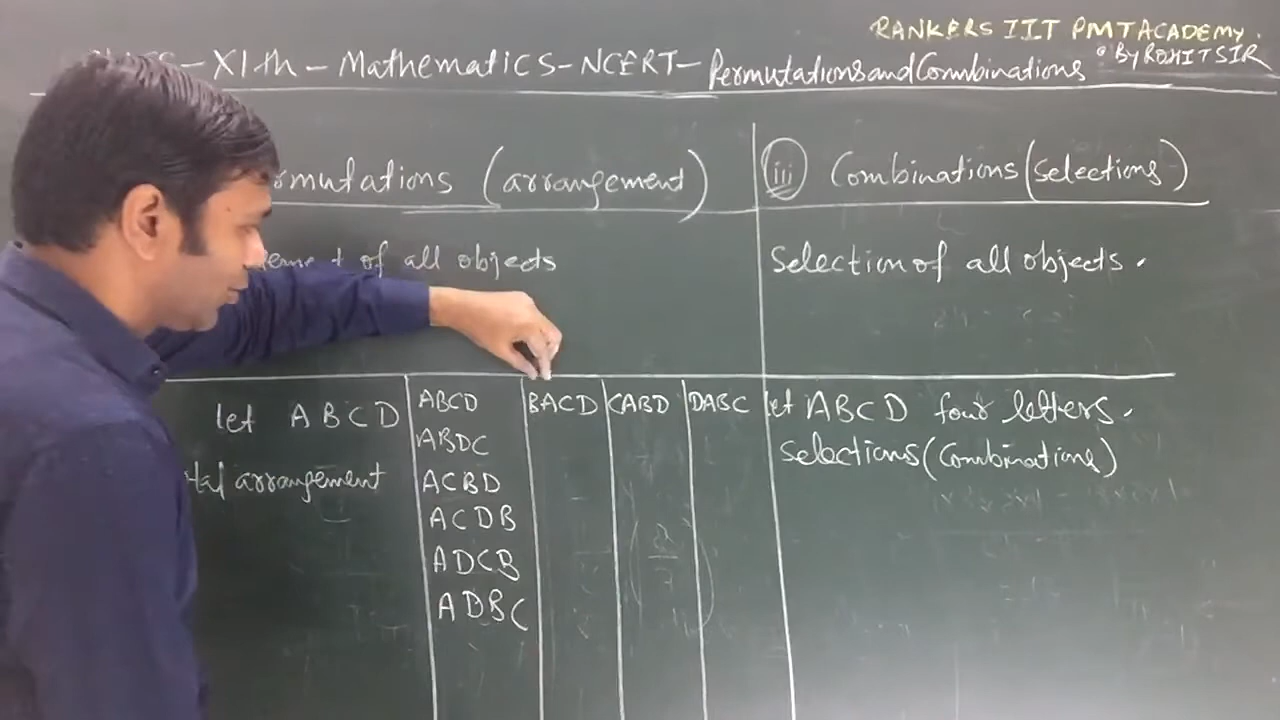 RANKERS IIT PMT ACADEMY.
By ROHIT SIR
XIth - Mathematics - NCERT - Permutations and Combinations
mutations (arrangement)
iii Combinations (selections)
of all objects
Selection of all objects.
let A B C D
ABCD
BACD
CABD
DABC
let ABCD four letters.
ABDC
selections (Combinations)
arrangement
ACBD
ACDB
ADCB
ADBC